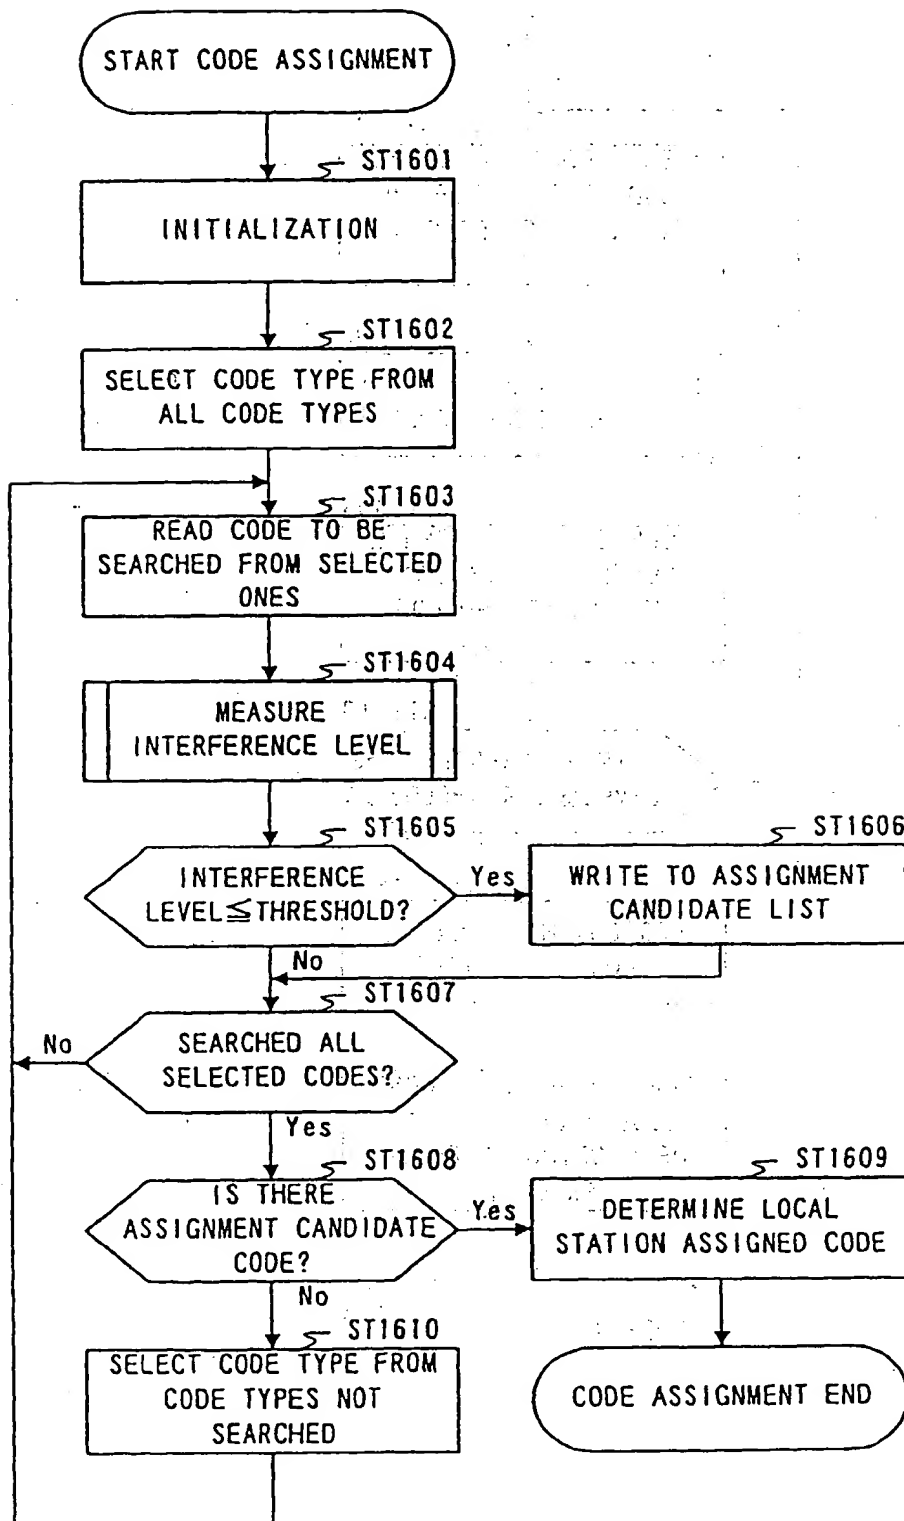 START CODE ASSIGNMENT
ST1601
INITIALIZATION
ST1602
SELECT CODE TYPE FROM
ALL CODE TYPES
ST1603
READ CODE TO BE
SEARCHED FROM SELECTED
ONES
ST1604
MEASURE
INTERFERENCE LEVEL
ST1605
INTERFERENCE
LEVEL≦THRESHOLD?
Yes
ST1606
WRITE TO ASSIGNMENT
CANDIDATE LIST
No
ST1607
SEARCHED ALL
SELECTED CODES?
No
Yes
ST1608
IS THERE
ASSIGNMENT CANDIDATE
CODE?
Yes
ST1609
DETERMINE LOCAL
STATION ASSIGNED CODE
No
ST1610
SELECT CODE TYPE FROM
CODE TYPES NOT
SEARCHED
CODE ASSIGNMENT END